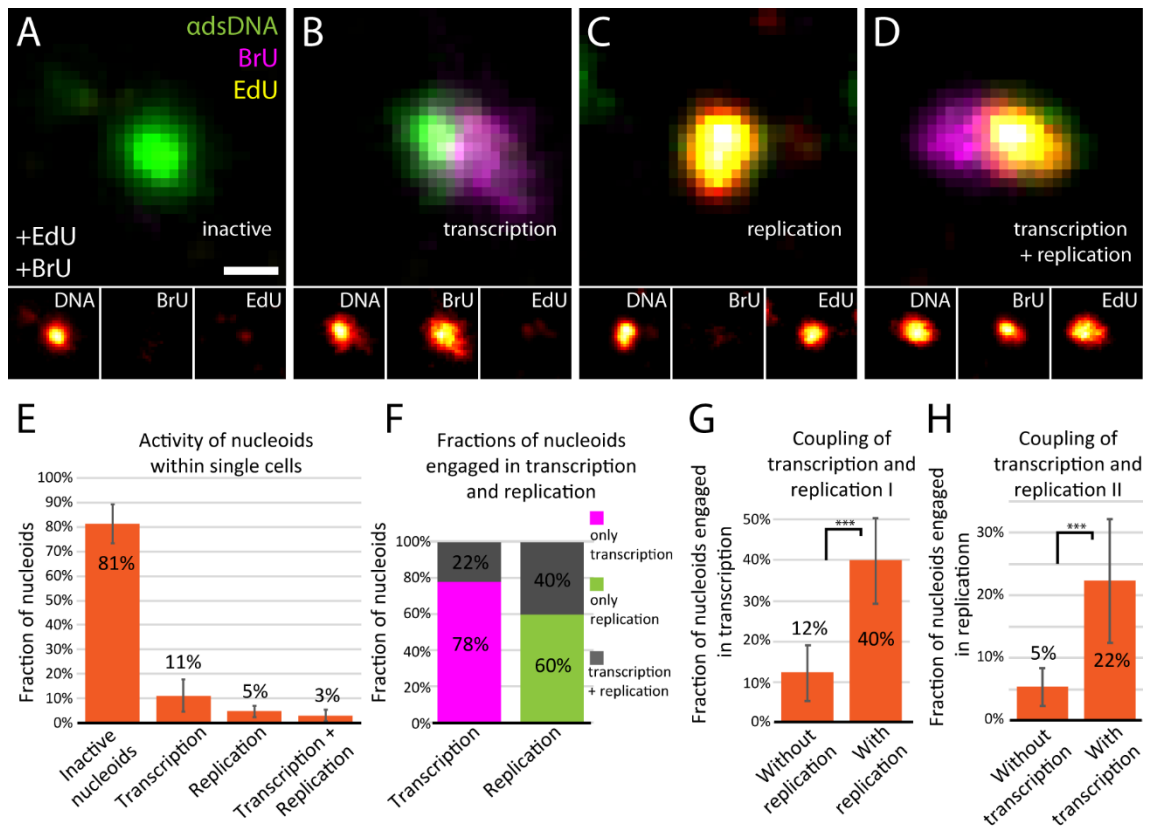 A
αdsDNA
BrU
EdU
+EdU
+BrU
inactive
DNA
BrU
EdU
B
transcription
DNA
BrU
EdU
C
replication
DNA
BrU
EdU
D
transcription
+ replication
DNA
BrU
EdU
E
Activity of nucleoids
within single cells
Fraction of nucleoids
100%
90%
80%
70%
60%
50%
40%
30%
20%
10%
0%
81%
11%
5%
3%
Inactive
nucleoids
Transcription
Replication
Transcription +
Replication
F
Fractions of nucleoids
engaged in transcription
and replication
Fraction of nucleoids
100%
80%
60%
40%
20%
0%
22%
78%
40%
60%
Transcription
Replication
only
transcription
only
replication
transcription
+ replication
G
Coupling of
transcription and
replication I
Fraction of nucleoids engaged
in transcription
50%
40%
30%
20%
10%
0%
***
12%
40%
Without
replication
With
replication
H
Coupling of
transcription and
replication II
Fraction of nucleoids engaged
in replicationn
30%
20%
10%
0%
***
5%
22%
Without
transcription
With
transcription